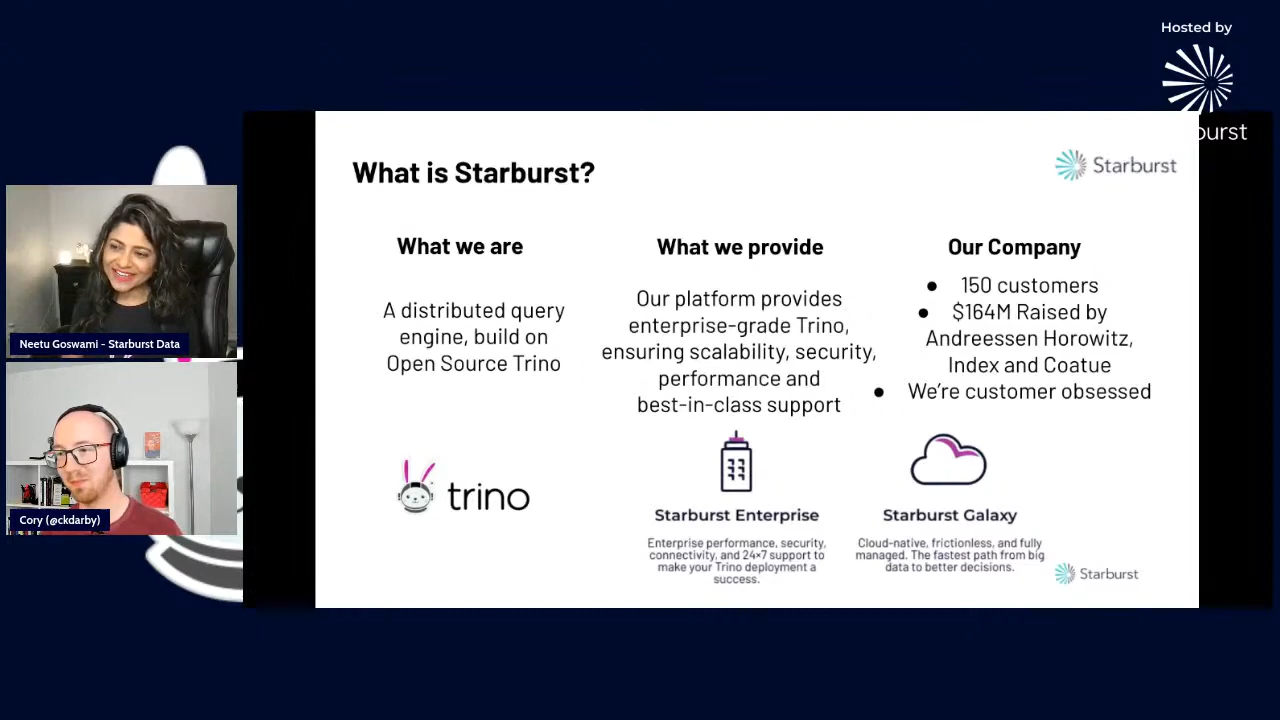 Hosted by
burst
What is Starburst?
Starburst
What we are
A distributed query
engine, build on
Open Source Trino
trino
What we provide
Our platform provides
enterprise-grade Trino,
ensuring scalability, security,
performance and
best-in-class support
Our Company
● 150 customers
● $164M Raised by
Andreessen Horowitz,
Index and Coatue
● We're customer obsessed
Starburst Enterprise
Enterprise performance, security,
connectivity, and 24×7 support to
make your Trino deployment a
success.
Starburst Galaxy
Cloud-native, frictionless, and fully
managed. The fastest path from big
data to better decisions.
Starburst
Neetu Goswami - Starburst Data
Cory (@ckdarby)